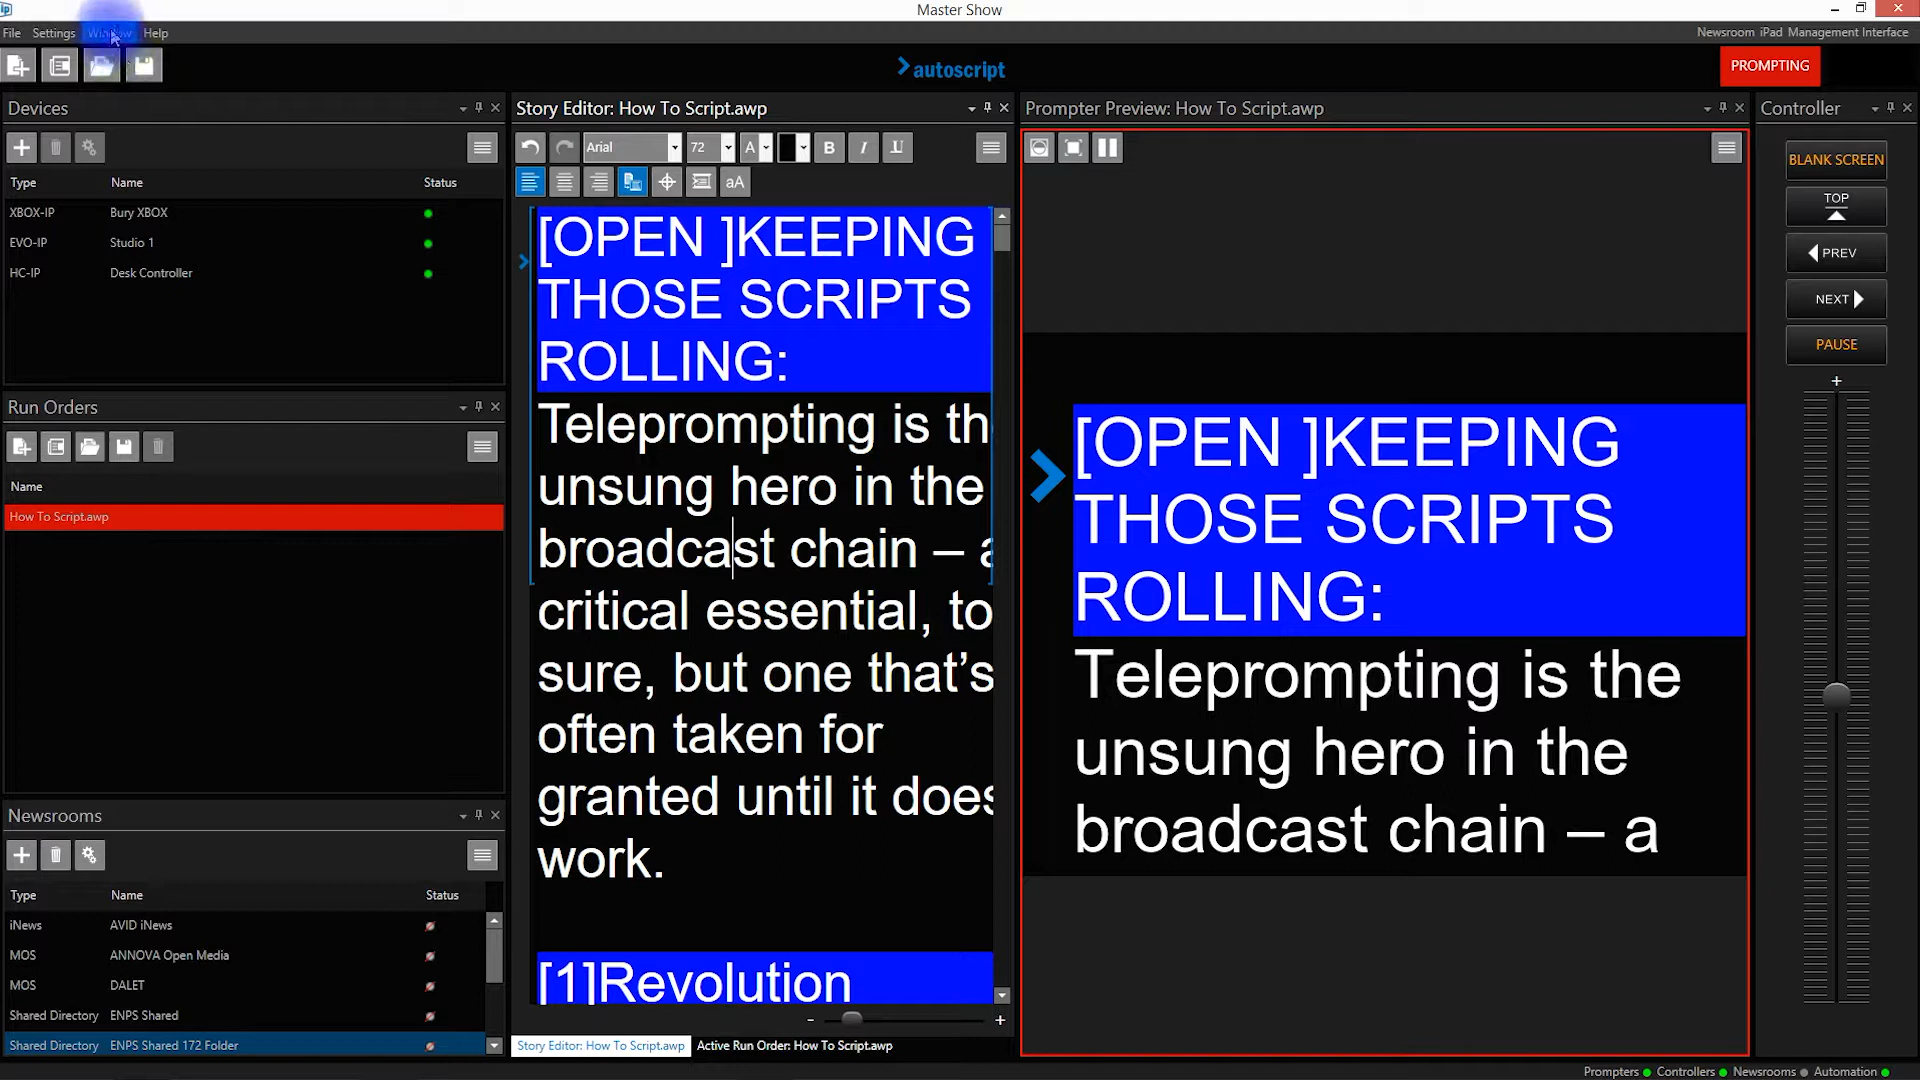 ip
Master Show
File Settings Window Help
Newsroom iPad Management Interface
autoscript
PROMPTING
Devices
Type Name Status
XBOX-IP Bury XBOX
EVO-IP Studio 1
HC-IP Desk Controller
Run Orders
Name
How To Script.awp
Newsrooms
Type Name Status
iNews AVID iNews
MOS ANNOVA Open Media
MOS DALET
Shared Directory ENPS Shared
Shared Directory ENPS Shared 172 Folder
Story Editor: How To Script.awp
Arial 72 A B I U
aA
[OPEN ]KEEPING
THOSE SCRIPTS
ROLLING:
Teleprompting is th
unsung hero in the
broadcast chain – a
critical essential, to
sure, but one that’s
often taken for
granted until it does
work.
[1]Revolution
- +
Story Editor: How To Script.awp Active Run Order: How To Script.awp
Prompter Preview: How To Script.awp
[OPEN ]KEEPING
THOSE SCRIPTS
ROLLING:
Teleprompting is the
unsung hero in the
broadcast chain – a
Controller
BLANK SCREEN
TOP
PREV
NEXT
PAUSE
+
Prompters Controllers Newsrooms Automation